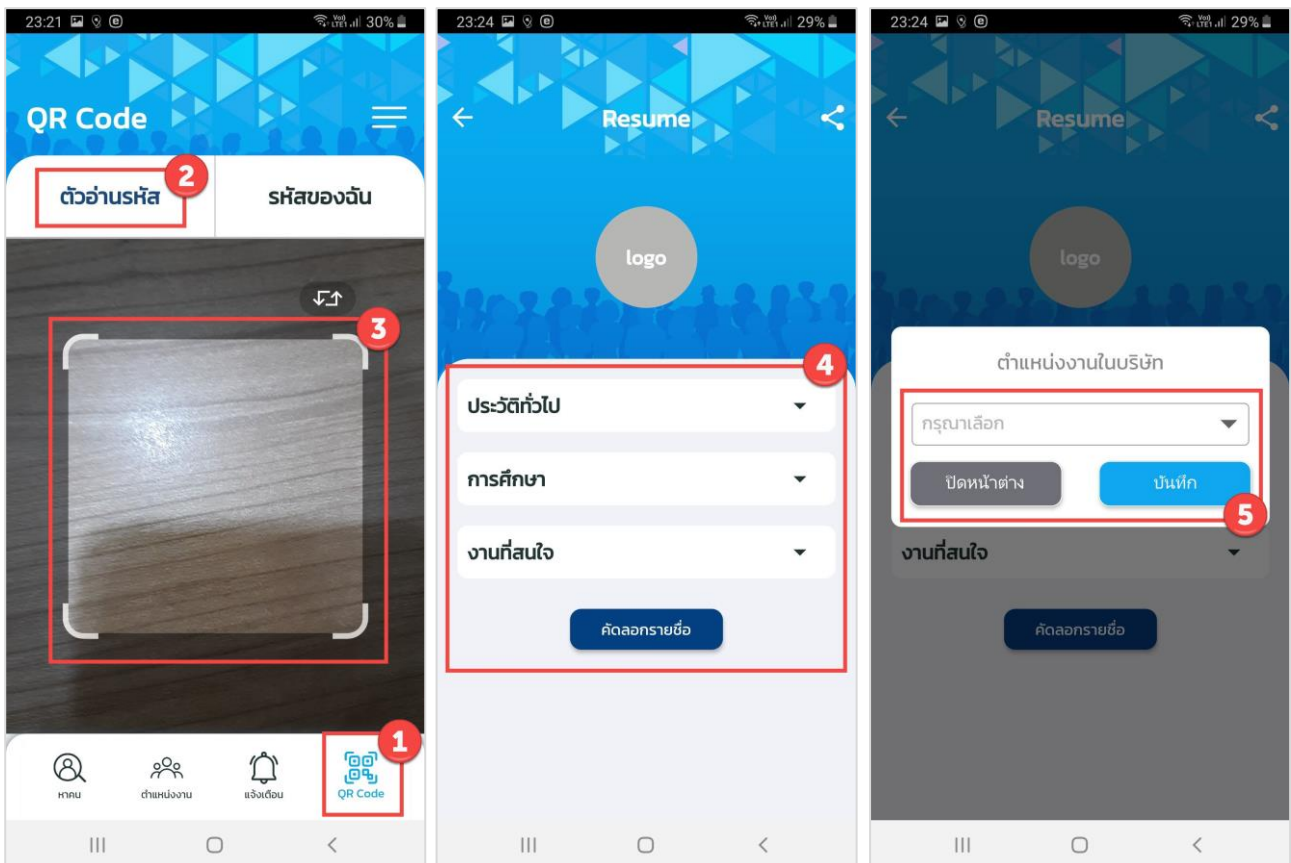 23:21
30%
QR Code
2
ตัวอ่านรหัส
รหัสของฉัน
3
1
หาคน
ตำแหน่งงาน
แจ้งเตือน
QR Code
23:24
29%
Resume
logo
4
ประวัติทั่วไป
การศึกษา
งานที่สนใจ
คัดลอกรายชื่อ
23:24
29%
Resume
logo
ตำแหน่งงานในบริษัท
กรุณาเลือก
ปิดหน้าต่าง
บันทึก
5
งานที่สนใจ
คัดลอกรายชื่อ